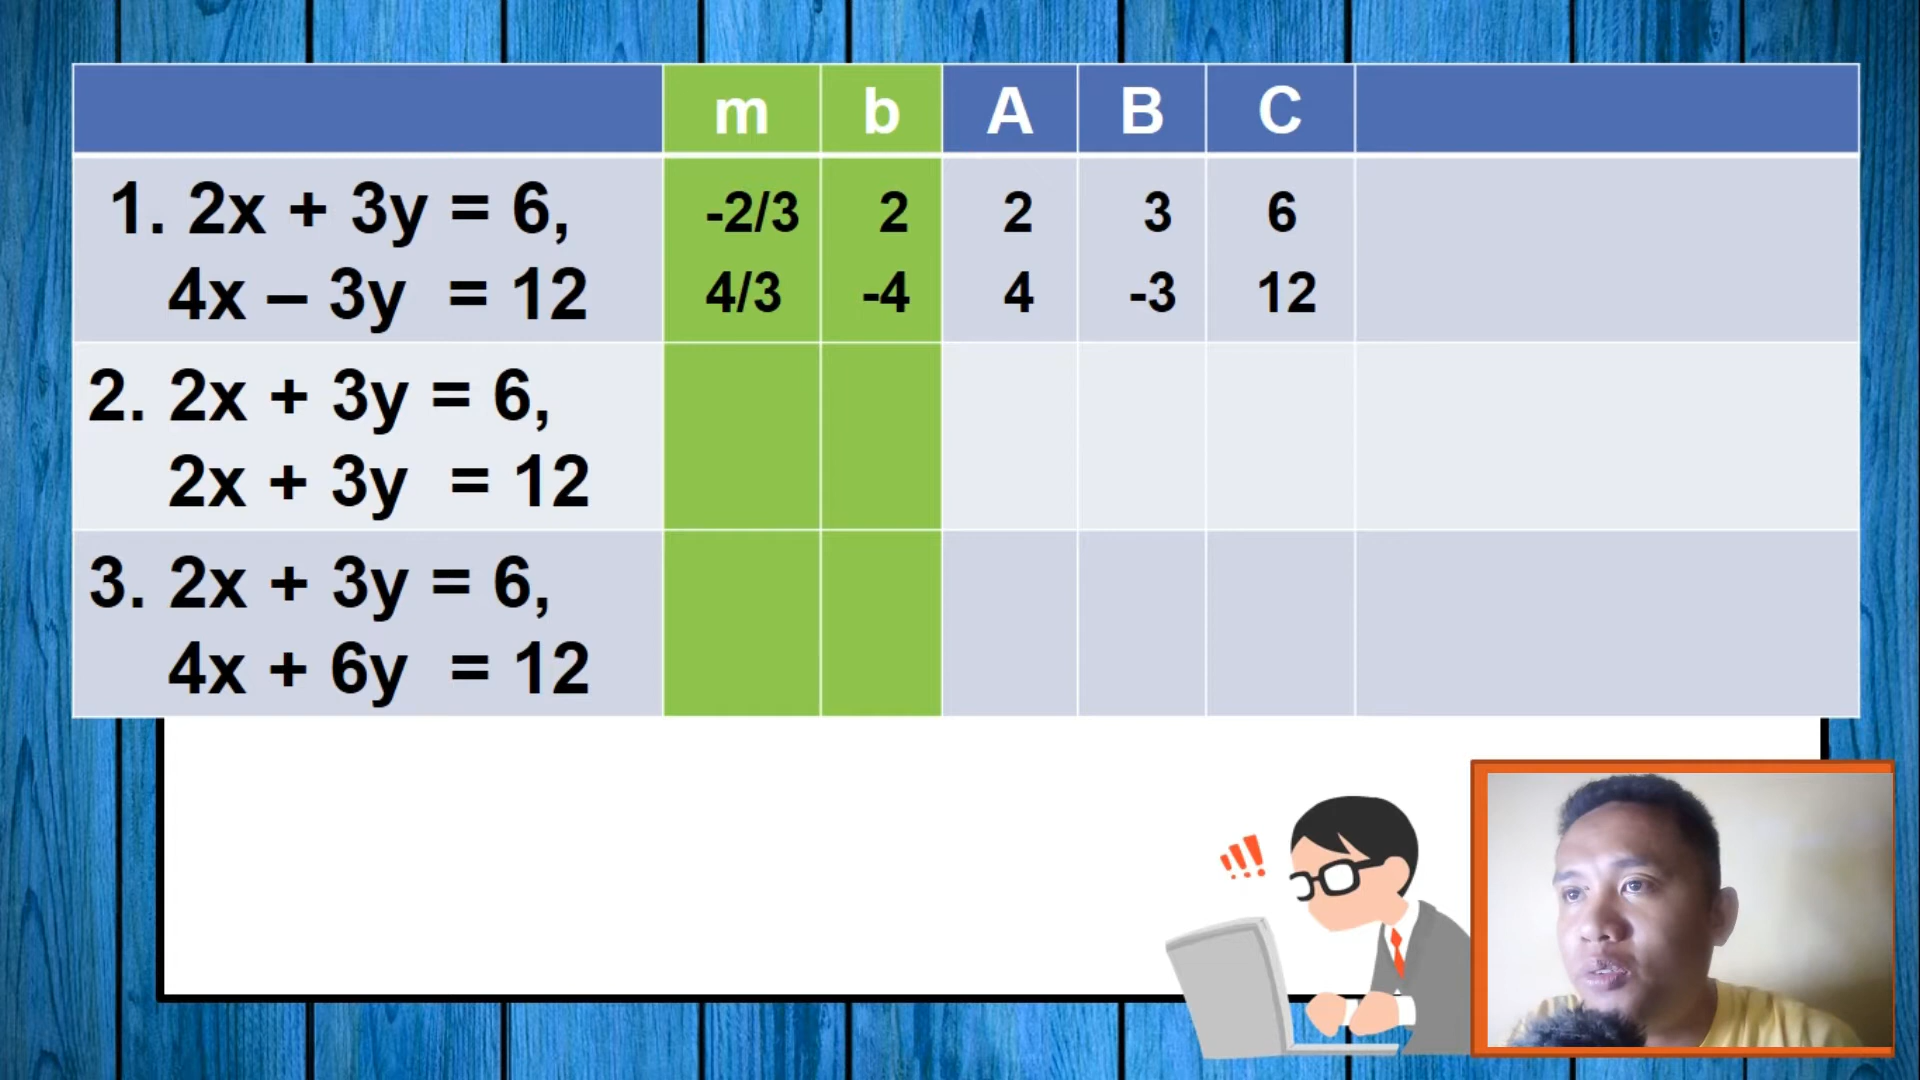 m b A B C
1. 2x + 3y = 6, -2/3 2 2 3 6
4x – 3y = 12 4/3 -4 4 -3 12
2. 2x + 3y = 6,
2x + 3y = 12
3. 2x + 3y = 6,
4x + 6y = 12
!!!